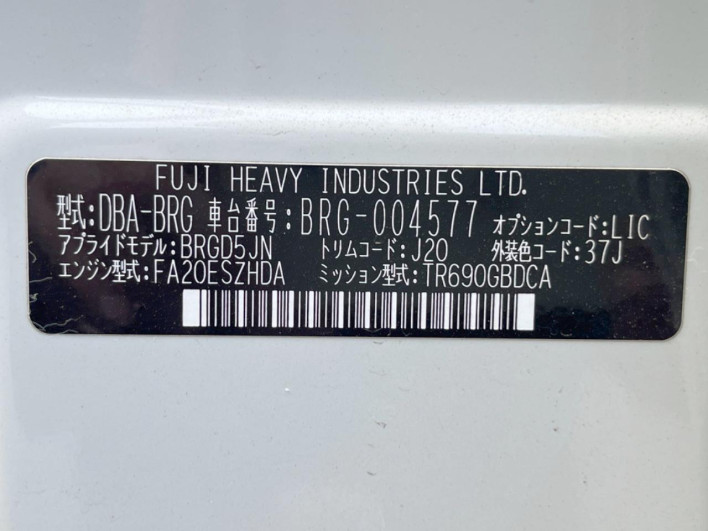 FUJI HEAVY INDUSTRIES LTD.
型式:DBA-BRG 車台番号:BRG-004577 オプションコード:LIC
アプライドモデル:BRGD5JN トリムコード:J20 外装色コード:37J
エンジン型式:FA20ESZHDA ミッション型式:TR690GBDCA